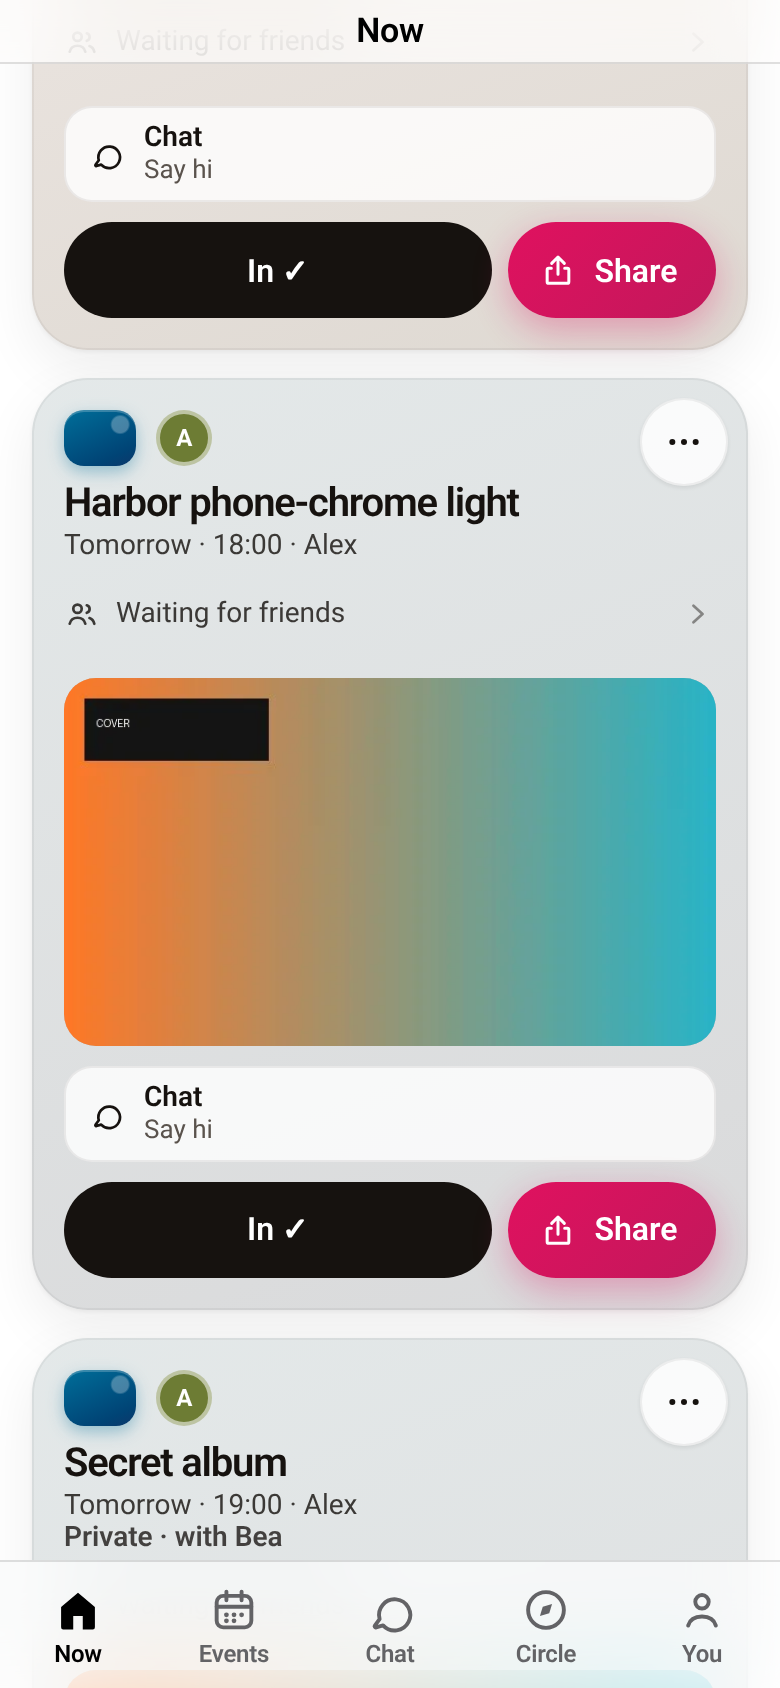 Now
Waiting for friends
Chat
Say hi
In ✓
Share
A
Harbor phone-chrome light
Tomorrow · 18:00 · Alex
Waiting for friends
COVER
Chat
Say hi
In ✓
Share
A
Secret album
Tomorrow · 19:00 · Alex
Private · with Bea
Now
Events
Chat
Circle
You